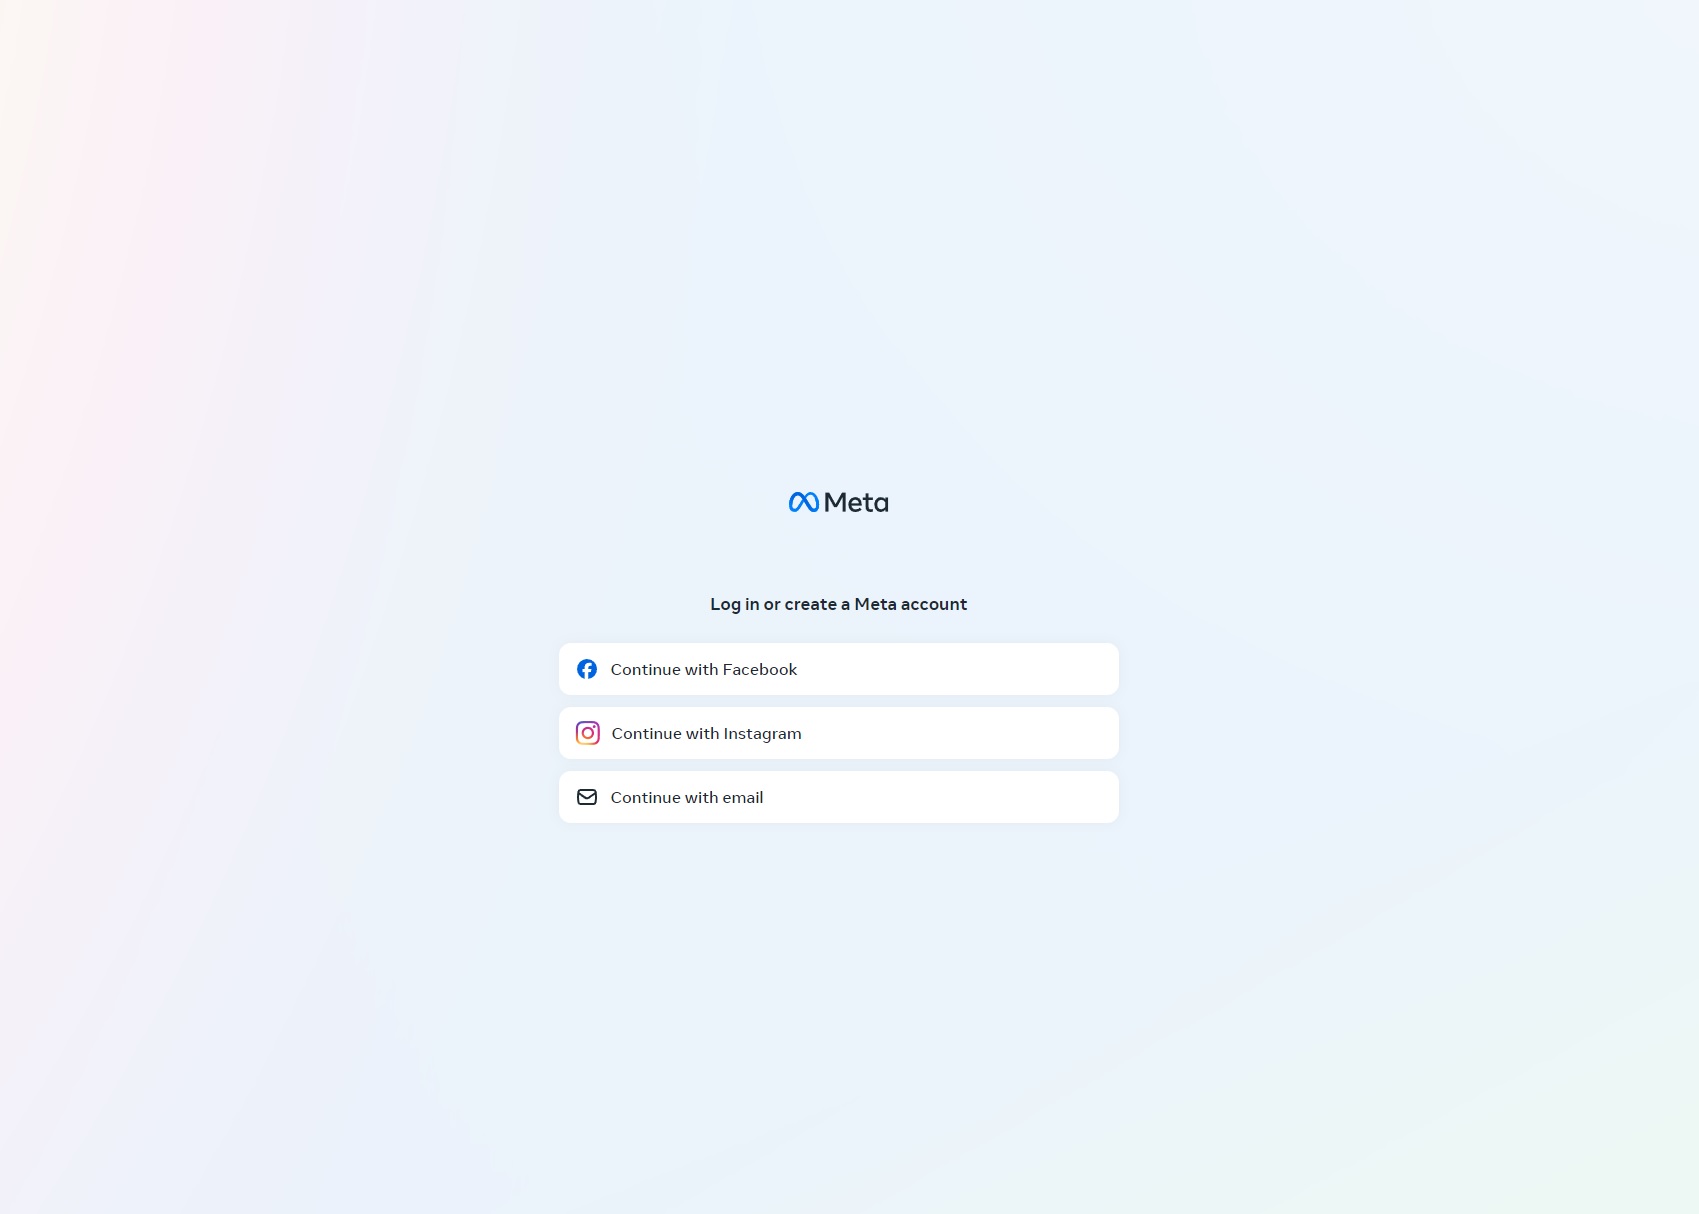 Meta
Log in or create a Meta account
Continue with Facebook
Continue with Instagram
Continue with email